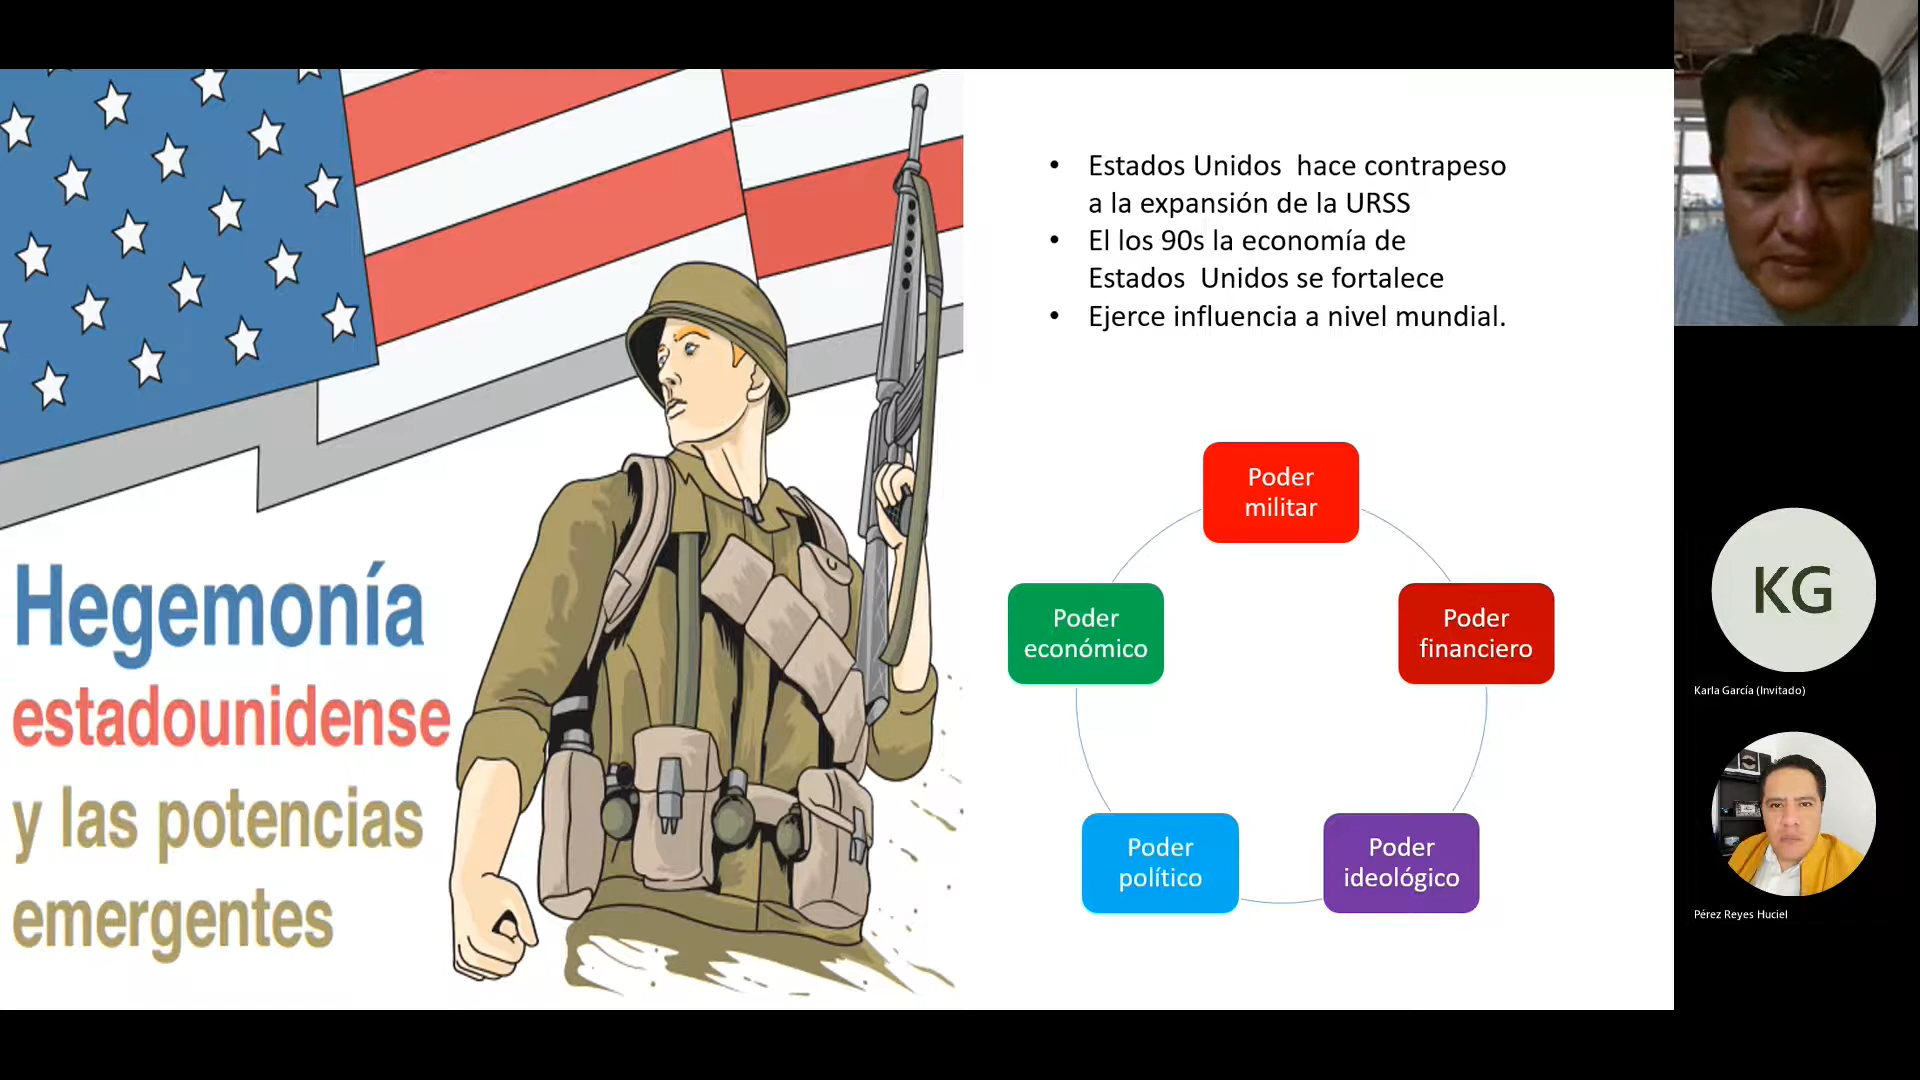 Hegemonía
estadounidense
y las potencias
emergentes
• Estados Unidos hace contrapeso
a la expansión de la URSS
• El los 90s la economía de
Estados Unidos se fortalece
• Ejerce influencia a nivel mundial.
Poder
militar
Poder
económico
Poder
financiero
Poder
político
Poder
ideológico
KG
Karla García (Invitado)
Pérez Reyes Huciel